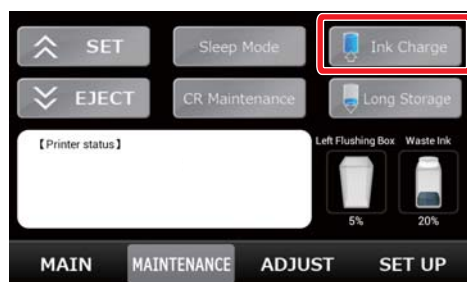 SET
Sleep Mode
Ink Charge
EJECT
CR Maintenance
Long Storage
【Printer status】
Left Flushing Box
Waste Ink
5%
20%
MAIN
MAINTENANCE
ADJUST
SET UP